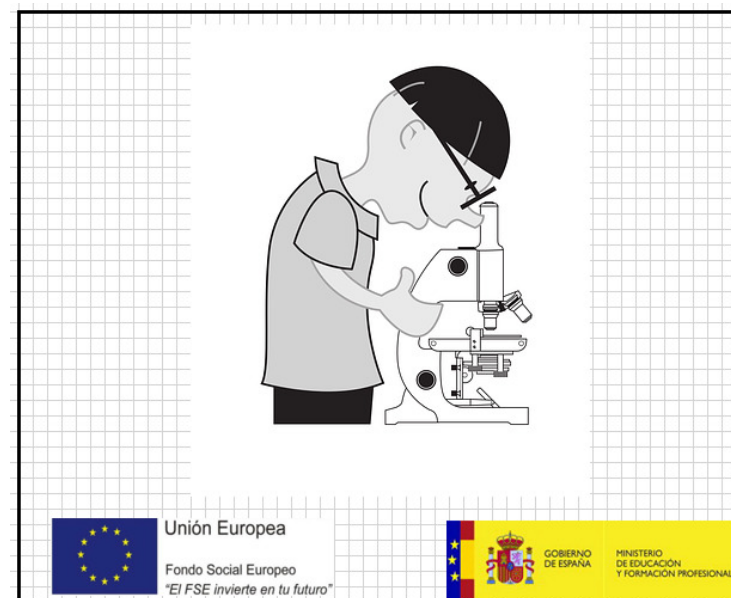 Unión Europea
Fondo Social Europeo
"El FSE invierte en tu futuro"
GOBIERNO
DE ESPAÑA
MINISTERIO
DE EDUCACIÓN
Y FORMACIÓN PROFESIONAL